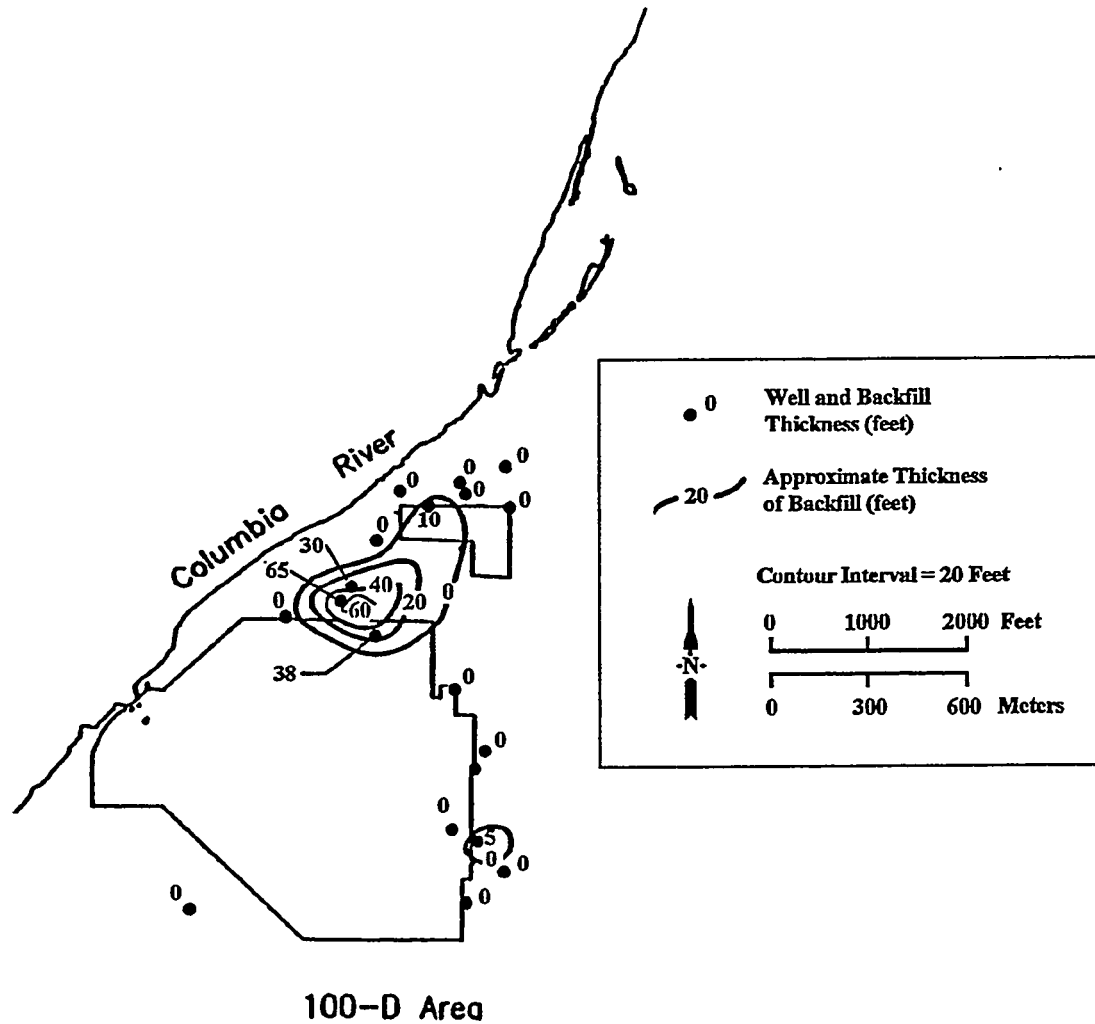 Columbia River
0
0
0
0
0
10
0
30
65
40
20
0
60
0
38
0
0
0
5
0
0
0
0
0 Well and Backfill
Thickness (feet)
20 Approximate Thickness
of Backfill (feet)
Contour Interval = 20 Feet
0 1000 2000 Feet
-N-
0 300 600 Meters
100-D Area